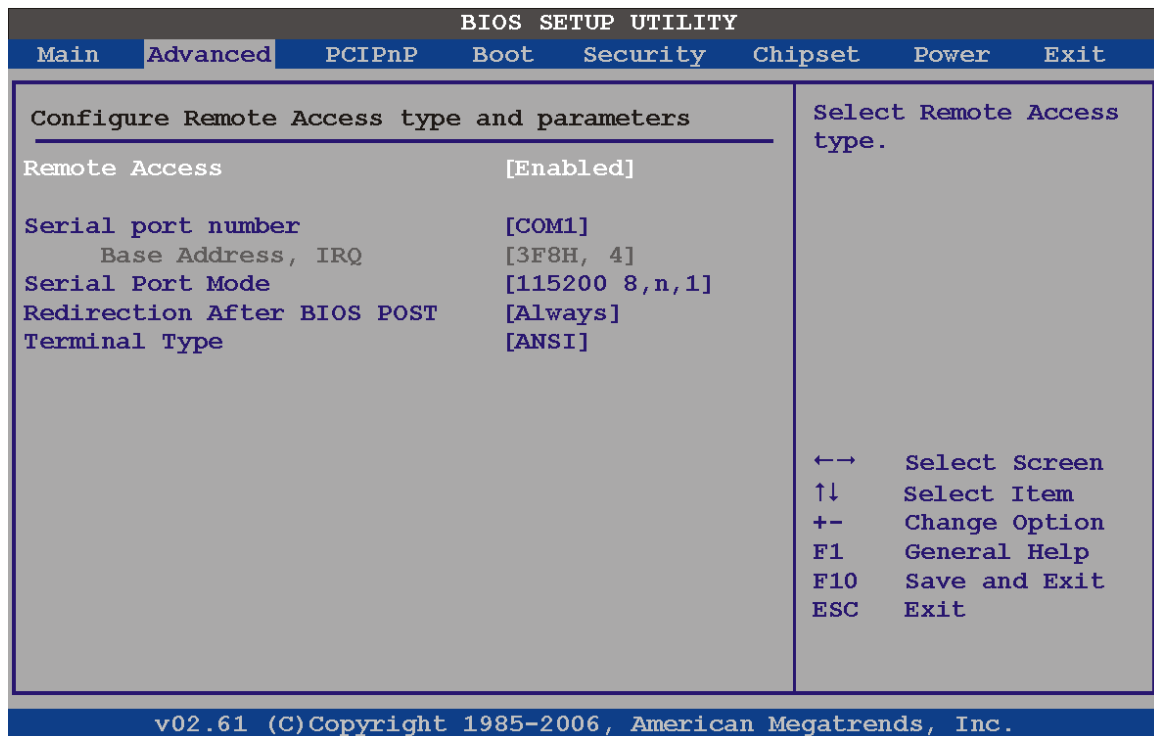 BIOS SETUP UTILITY
Main Advanced PCIPnP Boot Security Chipset Power Exit
Configure Remote Access type and parameters
Remote Access [Enabled]
Serial port number [COM1]
Base Address, IRQ [3F8H, 4]
Serial Port Mode [115200 8,n,1]
Redirection After BIOS POST [Always]
Terminal Type [ANSI]
Select Remote Access
type.
←→ Select Screen
↑↓ Select Item
+- Change Option
F1 General Help
F10 Save and Exit
ESC Exit
v02.61 (C)Copyright 1985-2006, American Megatrends, Inc.